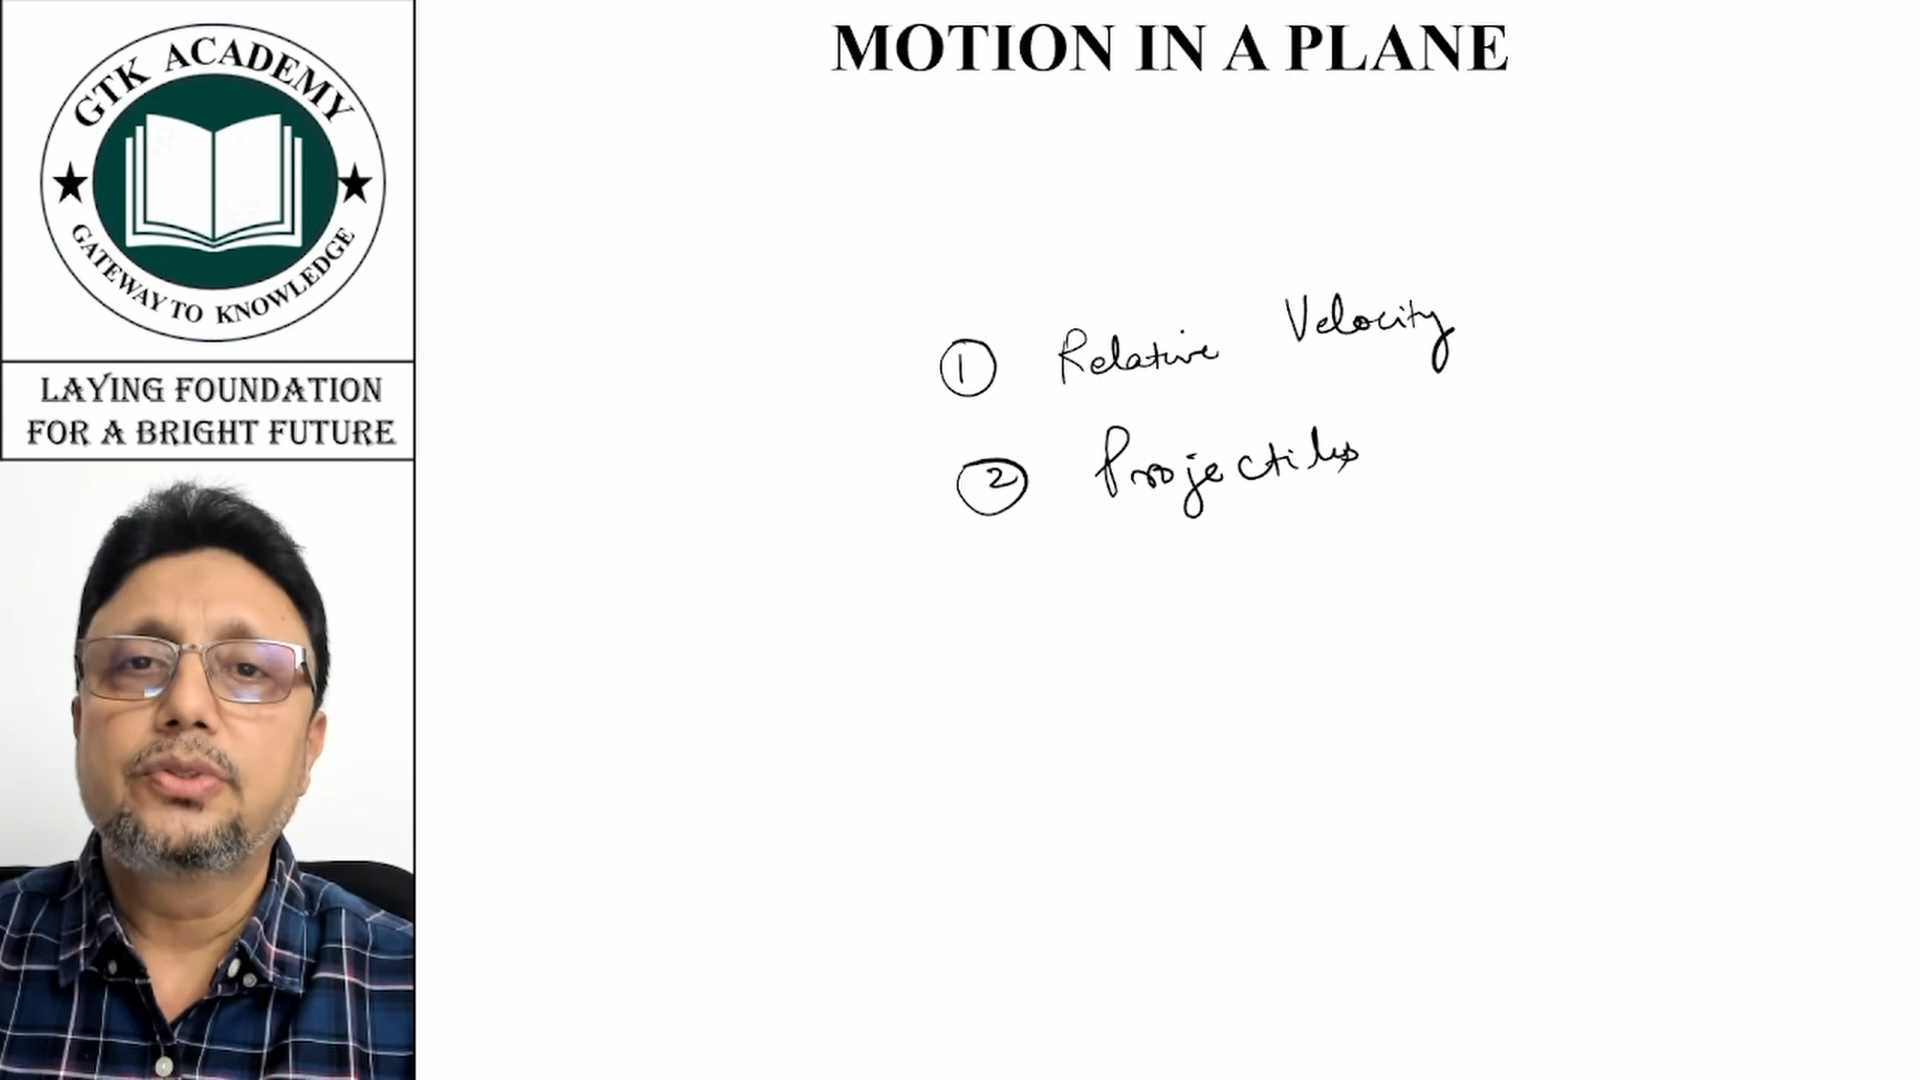 GTK ACADEMY
GATEWAY TO KNOWLEDGE
LAYING FOUNDATION
FOR A BRIGHT FUTURE
MOTION IN A PLANE
1 Relative Velocity
2 Projectiles